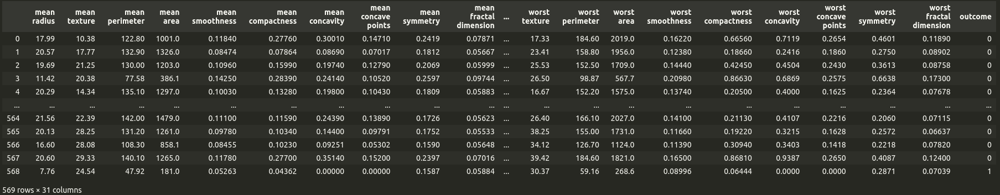 mean radius mean texture mean perimeter mean area mean smoothness mean compactness mean concavity mean concave points mean symmetry mean fractal dimension ... worst texture worst perimeter worst area worst smoothness worst compactness worst concavity worst concave points worst symmetry worst fractal dimension outcome
0 17.99 10.38 122.80 1001.0 0.11840 0.27760 0.30010 0.14710 0.2419 0.07871 ... 17.33 184.60 2019.0 0.16220 0.66560 0.7119 0.2654 0.4601 0.11890 0
1 20.57 17.77 132.90 1326.0 0.08474 0.07864 0.08690 0.07017 0.1812 0.05667 ... 23.41 158.80 1956.0 0.12380 0.18660 0.2416 0.1860 0.2750 0.08902 0
2 19.69 21.25 130.00 1203.0 0.10960 0.15990 0.19740 0.12790 0.2069 0.05999 ... 25.53 152.50 1709.0 0.14440 0.42450 0.4504 0.2430 0.3613 0.08758 0
3 11.42 20.38 77.58 386.1 0.14250 0.28390 0.24140 0.10520 0.2597 0.09744 ... 26.50 98.87 567.7 0.20980 0.86630 0.6869 0.2575 0.6638 0.17300 0
4 20.29 14.34 135.10 1297.0 0.10030 0.13280 0.19800 0.10430 0.1809 0.05883 ... 16.67 152.20 1575.0 0.13740 0.20500 0.4000 0.1625 0.2364 0.07678 0
... ... ... ... ... ... ... ... ... ... ... ... ... ... ... ... ... ... ... ... ... ...
564 21.56 22.39 142.00 1479.0 0.11100 0.11590 0.24390 0.13890 0.1726 0.05623 ... 26.40 166.10 2027.0 0.14100 0.21130 0.4107 0.2216 0.2060 0.07115 0
565 20.13 28.25 131.20 1261.0 0.09780 0.10340 0.14400 0.09791 0.1752 0.05533 ... 38.25 155.00 1731.0 0.11660 0.19220 0.3215 0.1628 0.2572 0.06637 0
566 16.60 28.08 108.30 858.1 0.08455 0.10230 0.09251 0.05302 0.1590 0.05648 ... 34.12 126.70 1124.0 0.11390 0.30940 0.3403 0.1418 0.2218 0.07820 0
567 20.60 29.33 140.10 1265.0 0.11780 0.27700 0.35140 0.15200 0.2397 0.07016 ... 39.42 184.60 1821.0 0.16500 0.86810 0.9387 0.2650 0.4087 0.12400 0
568 7.76 24.54 47.92 181.0 0.05263 0.04362 0.00000 0.00000 0.1587 0.05884 ... 30.37 59.16 268.6 0.08996 0.06444 0.0000 0.0000 0.2871 0.07039 1
569 rows × 31 columns